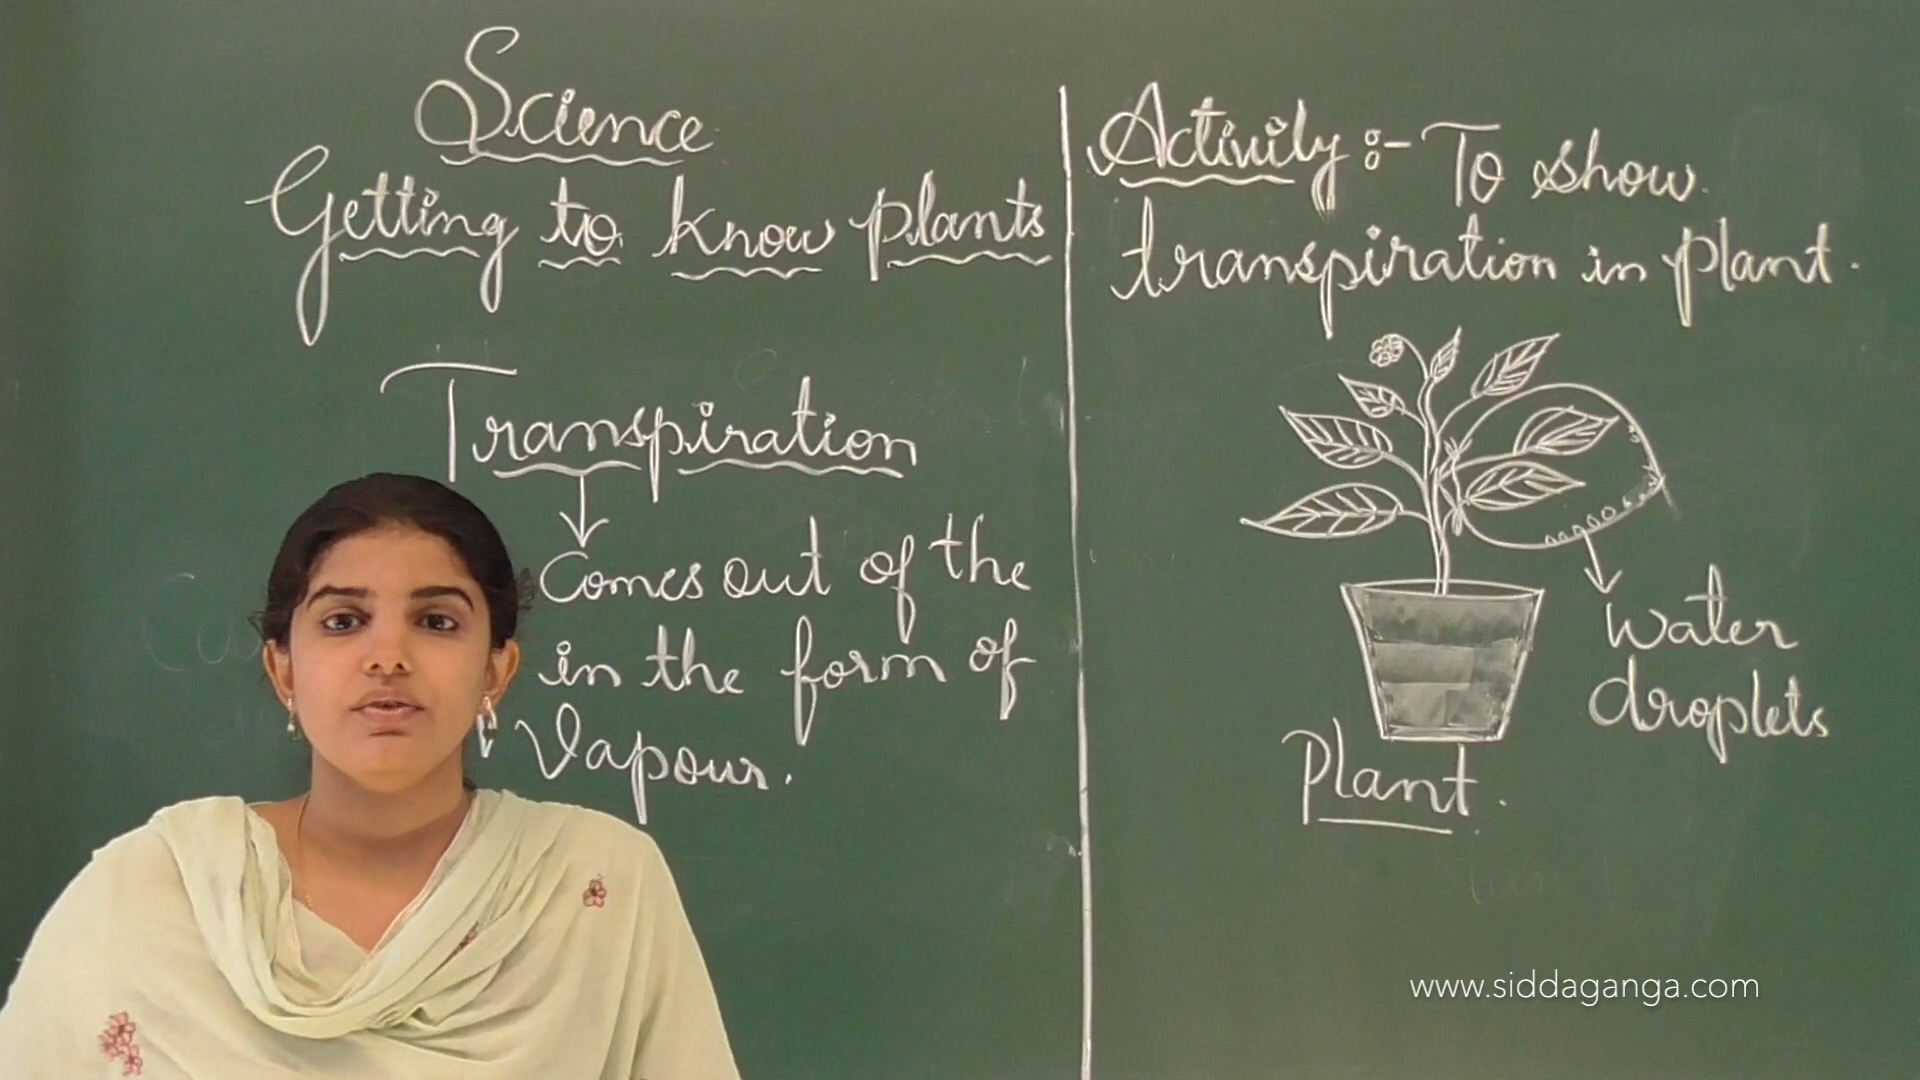 Science
Getting to know plants
Transpiration
Comes out of the
in the form of
Vapour.
Activity :- To show
transpiration in plant.
Water
droplets
Plant.
www.siddaganga.com